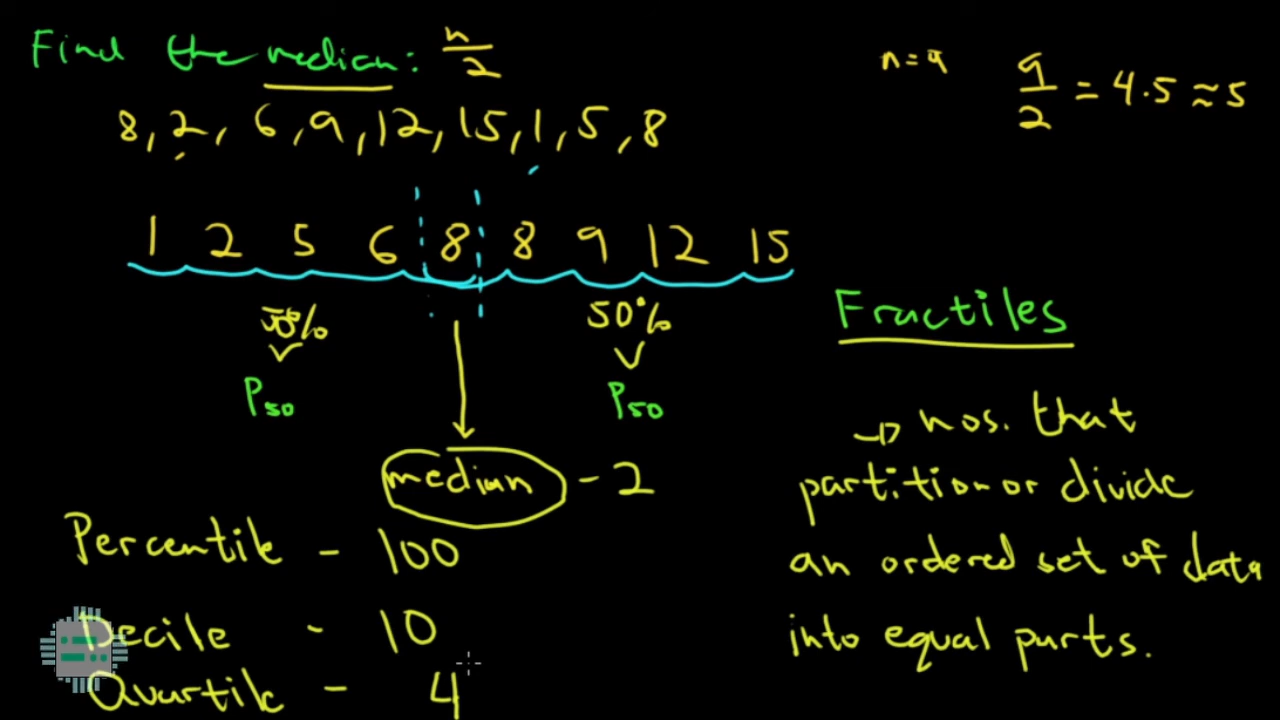 Find the median: n/2
n = 9 9/2 = 4.5 ≈ 5
8, 2, 6, 9, 12, 15, 1, 5, 8
1 2 5 6 8 8 9 12 15
50% 50%
P50 P50
Fractiles
→ nos. that
partition or divide
an ordered set of data
into equal parts.
median - 2
Percentile - 100
Decile - 10
Quartile - 4